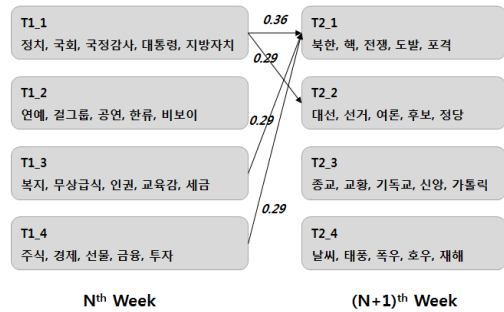 T1_1
정치, 국회, 국정감사, 대통령, 지방자치
T1_2
연예, 걸그룹, 공연, 한류, 비보이
T1_3
복지, 무상급식, 인권, 교육감, 세금
T1_4
주식, 경제, 선물, 금융, 투자
Nth Week
0.36
0.29
0.29
0.29
T2_1
북한, 핵, 전쟁, 도발, 포격
T2_2
대선, 선거, 여론, 후보, 정당
T2_3
종교, 교황, 기독교, 신앙, 가톨릭
T2_4
날씨, 태풍, 폭우, 호우, 재해
(N+1)th Week